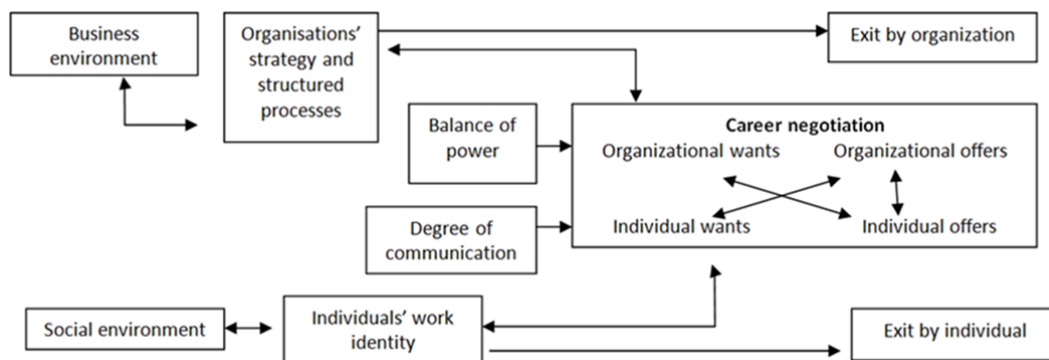 Business
environment
Organisations’
strategy and
structured
processes
Exit by organization
Balance of
power
Career negotiation
Organizational wants Organizational offers
Individual wants Individual offers
Degree of
communication
Social environment
Individuals’ work
identity
Exit by individual